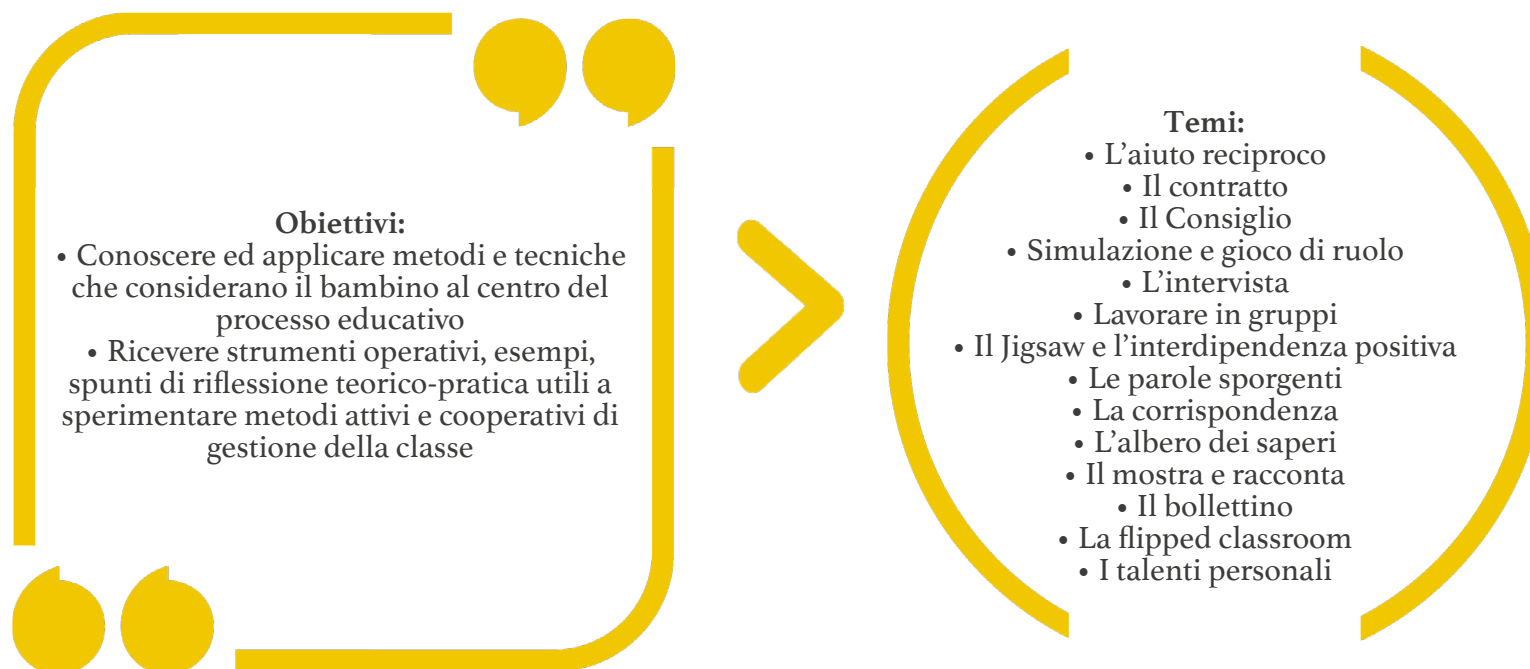 Obiettivi:
• Conoscere ed applicare metodi e tecniche
che considerano il bambino al centro del
processo educativo
• Ricevere strumenti operativi, esempi,
spunti di riflessione teorico-pratica utili a
sperimentare metodi attivi e cooperativi di
gestione della classe
Temi:
• L’aiuto reciproco
• Il contratto
• Il Consiglio
• Simulazione e gioco di ruolo
• L’intervista
• Lavorare in gruppi
• Il Jigsaw e l’interdipendenza positiva
• Le parole sporgenti
• La corrispondenza
• L’albero dei saperi
• Il mostra e racconta
• Il bollettino
• La flipped classroom
• I talenti personali